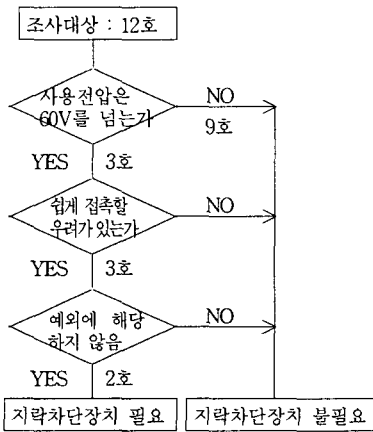 조사대상 : 12호
사용전압은
60V를 넘는가
NO
9호
YES 3호
쉽게 접촉할
우려가있는가
NO
YES 3호
예외에 해당
하지 않음
NO
YES 2호
지락차단장치 필요
지락차단장치 불필요